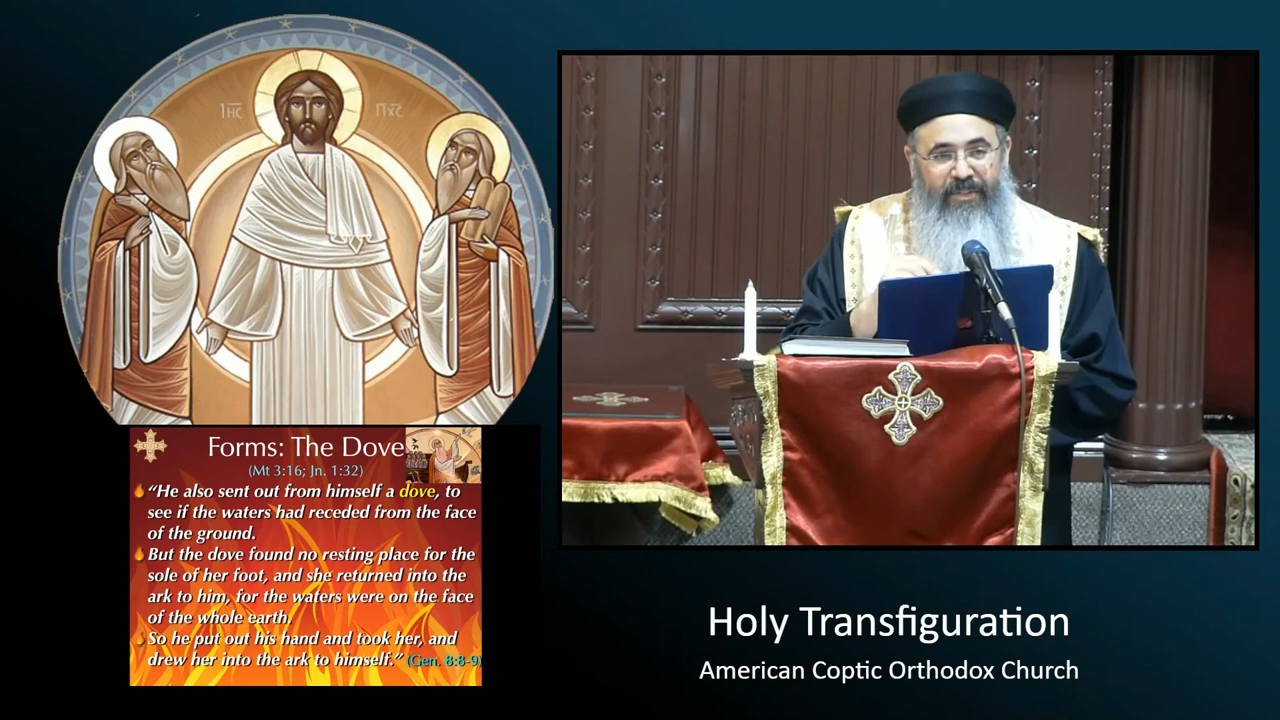 ΙΗC ΠΧC
Forms: The Dove
(Mt 3:16; Jn. 1:32)
“He also sent out from himself a dove, to
see if the waters had receded from the face
of the ground.
But the dove found no resting place for the
sole of her foot, and she returned into the
ark to him, for the waters were on the face
of the whole earth.
So he put out his hand and took her, and
drew her into the ark to himself.” (Gen. 8:8-9)
Holy Transfiguration
American Coptic Orthodox Church